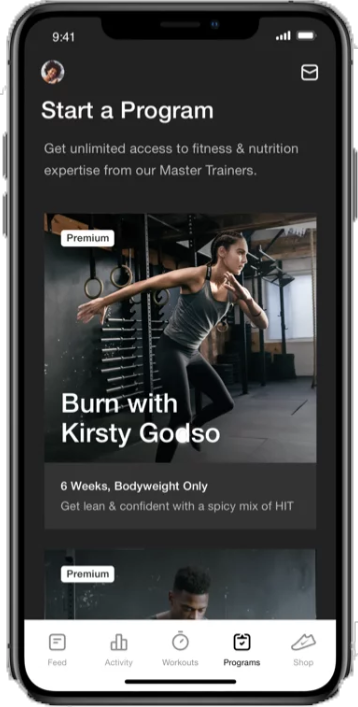 9:41
Start a Program
Get unlimited access to fitness & nutrition
expertise from our Master Trainers.
Premium
Burn with
Kirsty Godso
6 Weeks, Bodyweight Only
Get lean & confident with a spicy mix of HIT
Premium
Feed
Activity
Workouts
Programs
Shop